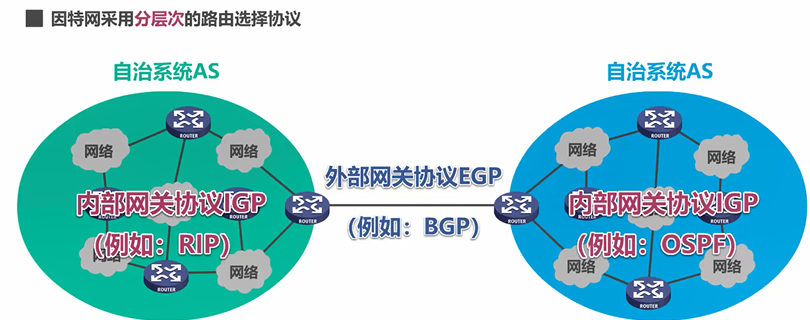 因特网采用分层次的路由选择协议
自治系统AS
自治系统AS
ROUTER
ROUTER
网络
网络
网络
网络
外部网关协议EGP
(例如：BGP)
内部网关协议IGP
(例如：RIP)
内部网关协议IGP
(例如：OSPF)
ROUTER
ROUTER
ROUTER
ROUTER
网络
网络
网络
网络
ROUTER
ROUTER